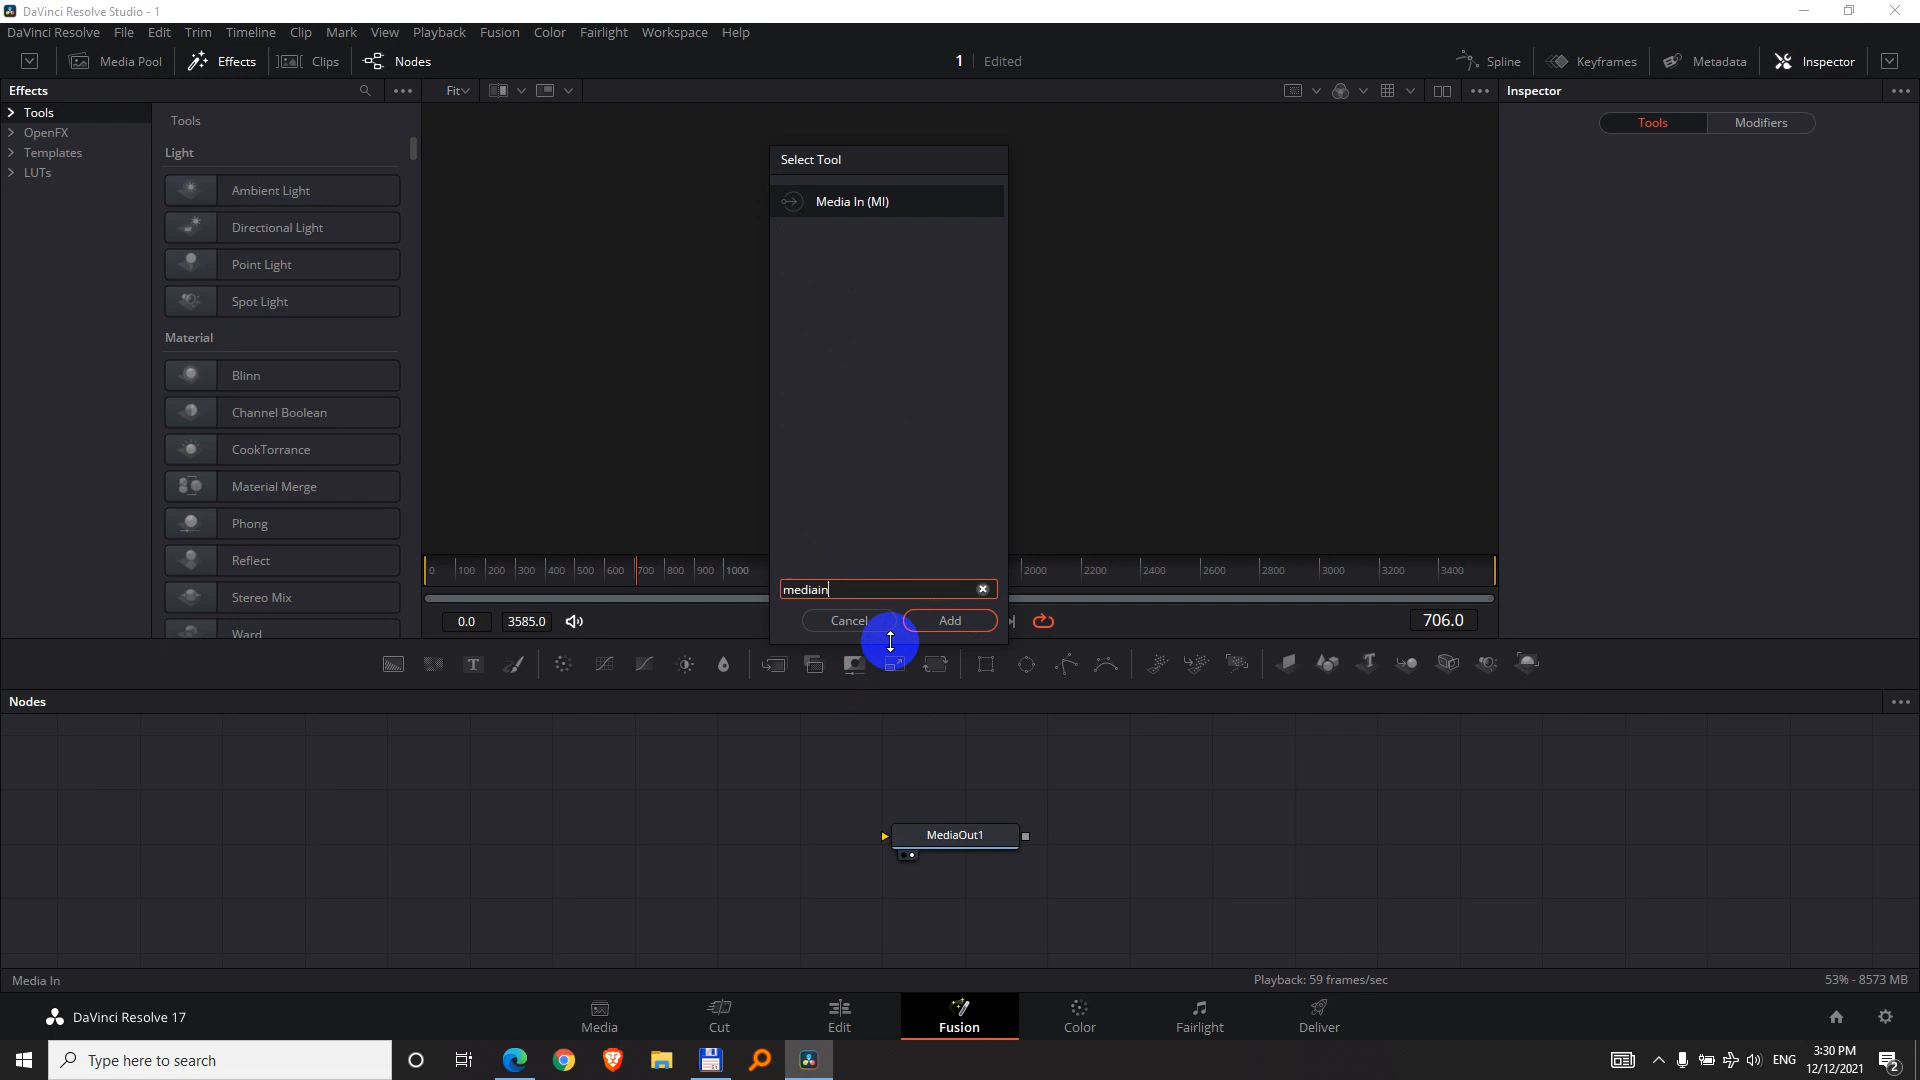 DaVinci Resolve Studio - 1
DaVinci Resolve File Edit Trim Timeline Clip Mark View Playback Fusion Color Fairlight Workspace Help
Media Pool Effects Clips Nodes 1 Edited Spline Keyframes Metadata Inspector
Effects Fit Inspector
Tools
OpenFX
Templates
LUTs
Tools
Light
Ambient Light
Directional Light
Point Light
Spot Light
Material
Blinn
Channel Boolean
CookTorrance
Material Merge
Phong
Reflect
Stereo Mix
Ward
Select Tool
Media In (MI)
mediain
Cancel Add
Tools Modifiers
0 100 200 300 400 500 600 700 800 900 1000 2000 2200 2400 2600 2800 3000 3200 3400
0.0 3585.0 706.0
Nodes
MediaOut1
Media In Playback: 59 frames/sec 53% - 8573 MB
DaVinci Resolve 17 Media Cut Edit Fusion Color Fairlight Deliver
Type here to search ENG 3:30 PM
12/12/2021 2